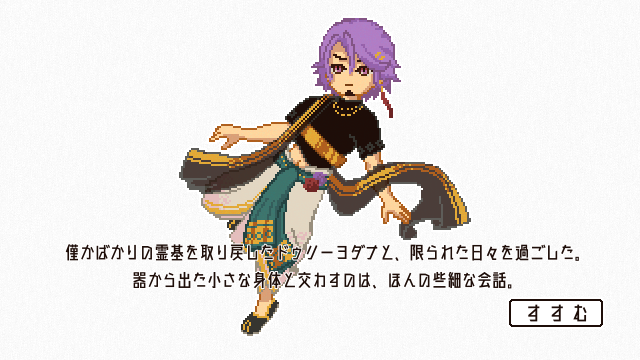 僅かばかりの霊基を取り戻したドゥリーヨダナと、限られた日々を過ごした。
器から出た小さな身体と交わすのは、ほんの些細な会話。
すすむ